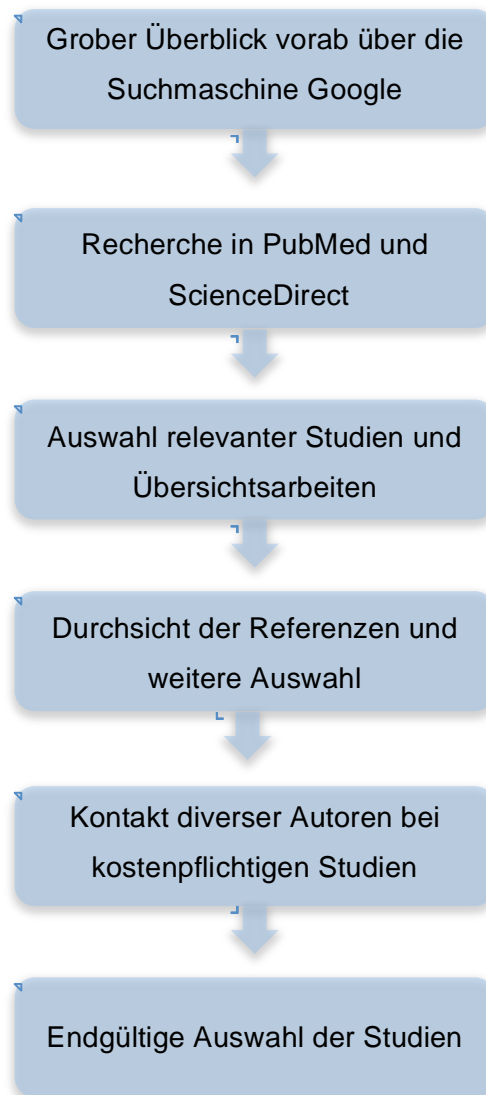 Grober Überblick vorab über die
Suchmaschine Google
Recherche in PubMed und
ScienceDirect
Auswahl relevanter Studien und
Übersichtsarbeiten
Durchsicht der Referenzen und
weitere Auswahl
Kontakt diverser Autoren bei
kostenpflichtigen Studien
Endgültige Auswahl der Studien